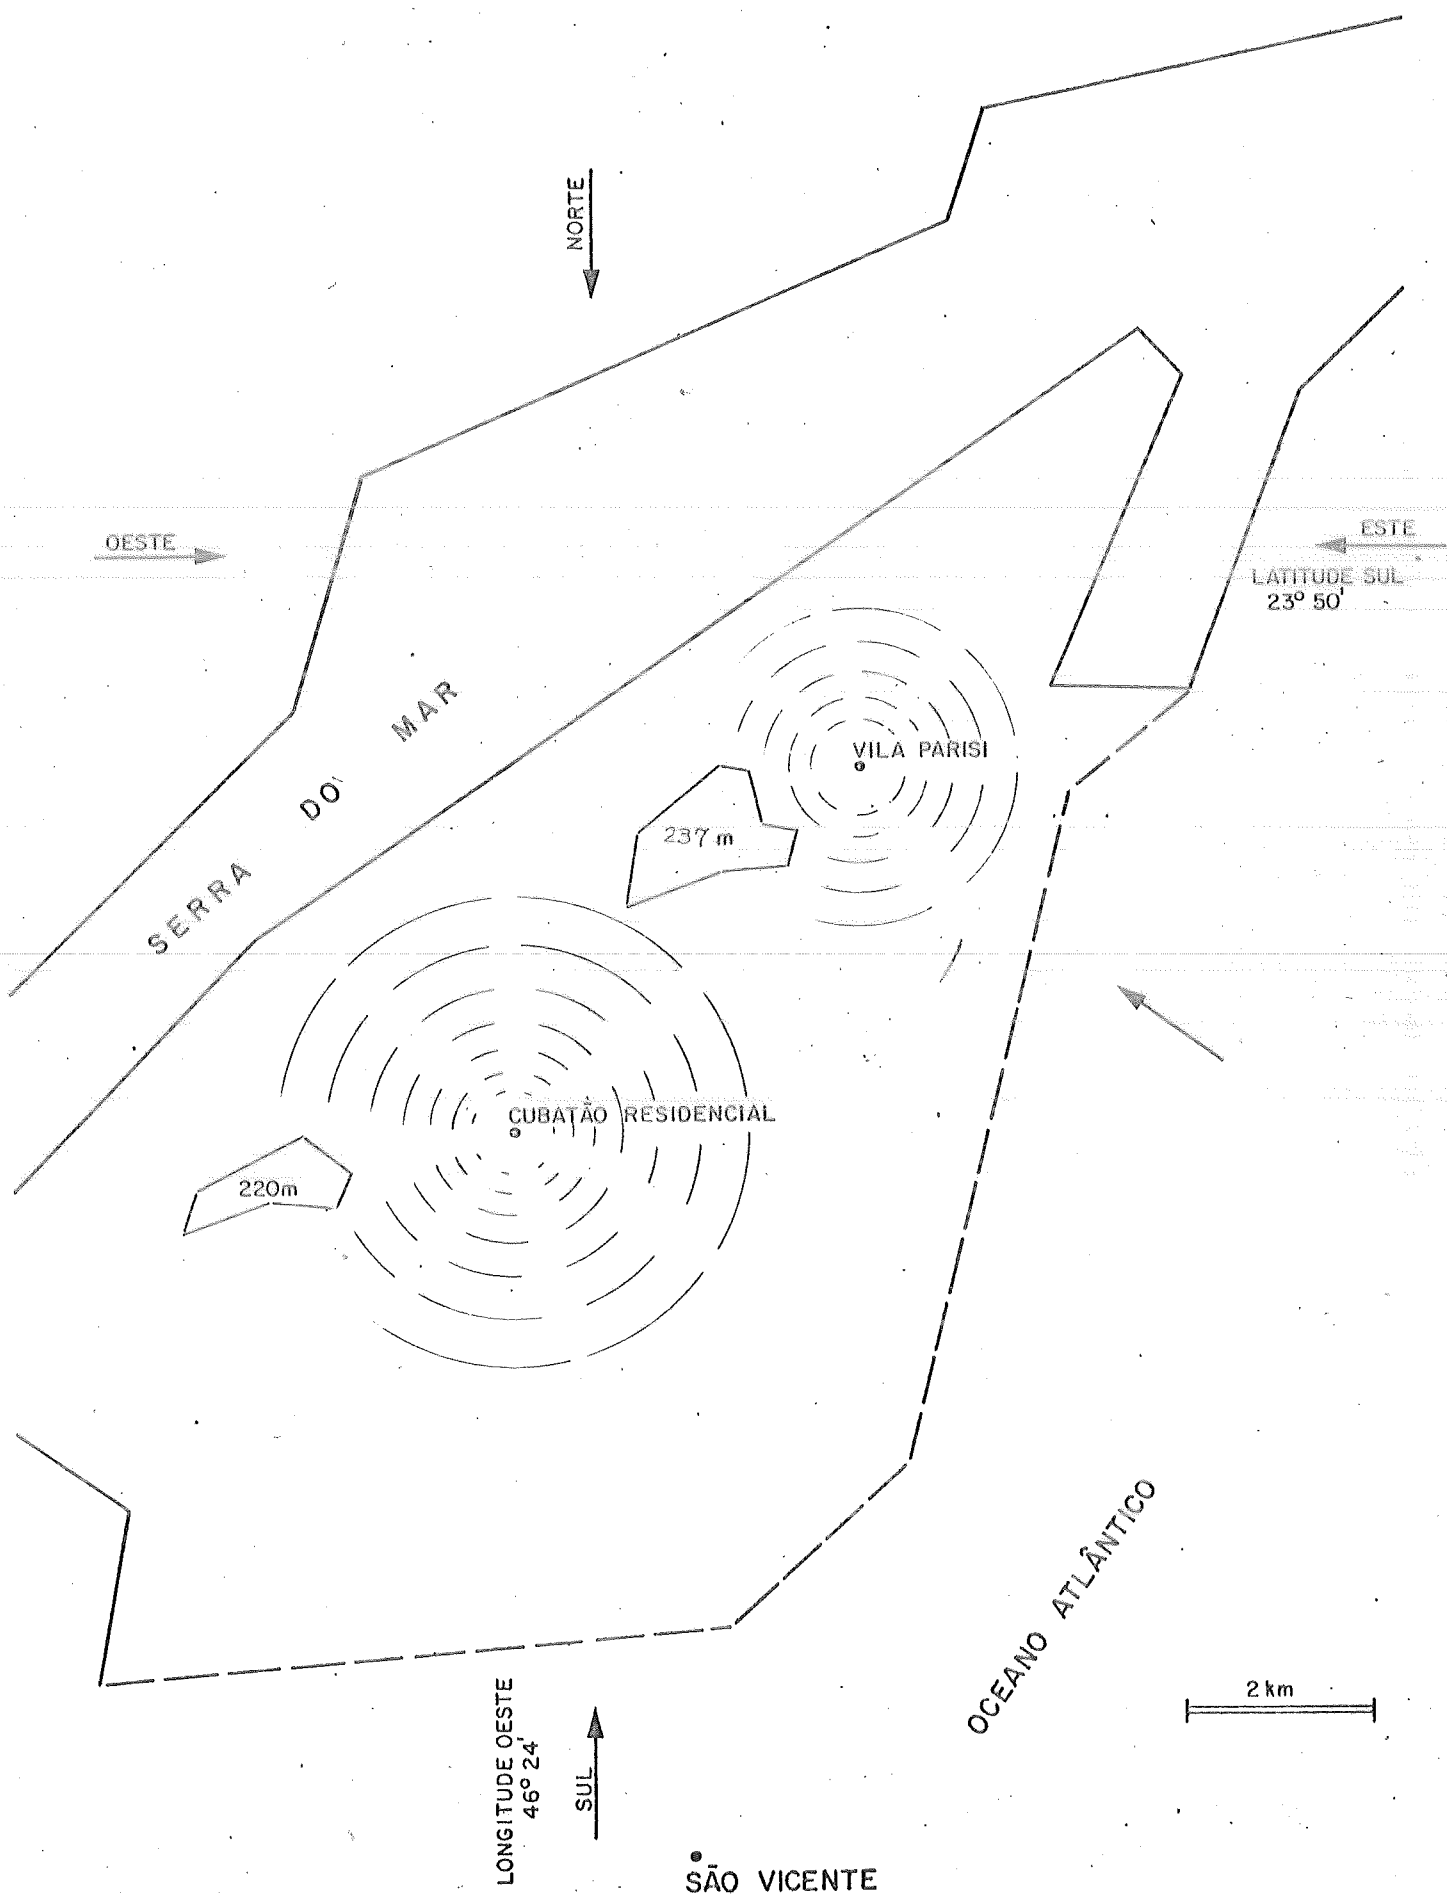 NORTE
OESTE
ESTE
LATITUDE SUL
23° 50'
SERRA DO MAR
VILA PARISI
237 m
CUBATÃO RESIDENCIAL
220m
OCEANO ATLÂNTICO
2 km
LONGITUDE OESTE
46° 24'
SUL
SÃO VICENTE